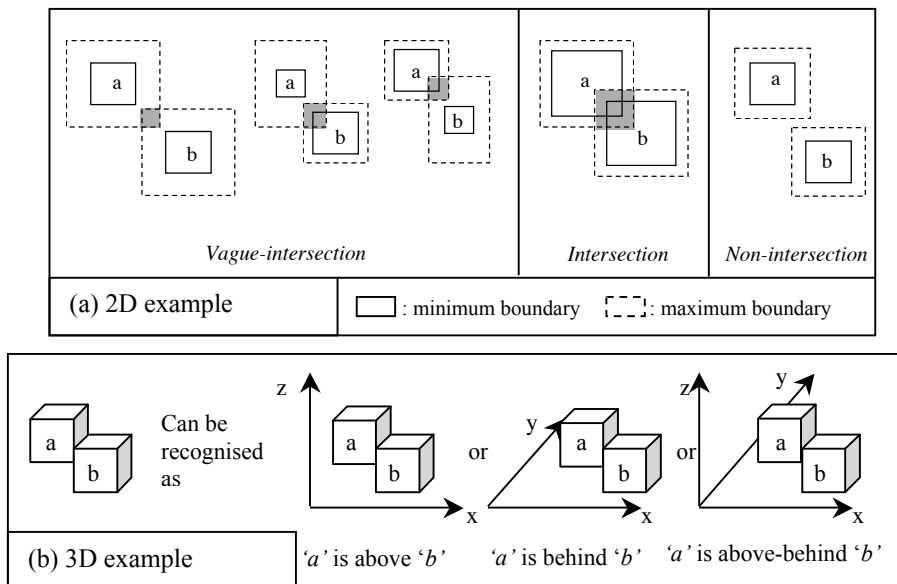 a
b
a
b
a
b
a
b
a
b
Vague-intersection
Intersection
Non-intersection
(a) 2D example
: minimum boundary
: maximum boundary
a
b
Can be
recognised
as
z
a
b
x
or
y
a
b
x
or
z
y
a
b
x
(b) 3D example
‘a’ is above ‘b’
‘a’ is behind ‘b’
‘a’ is above-behind ‘b’